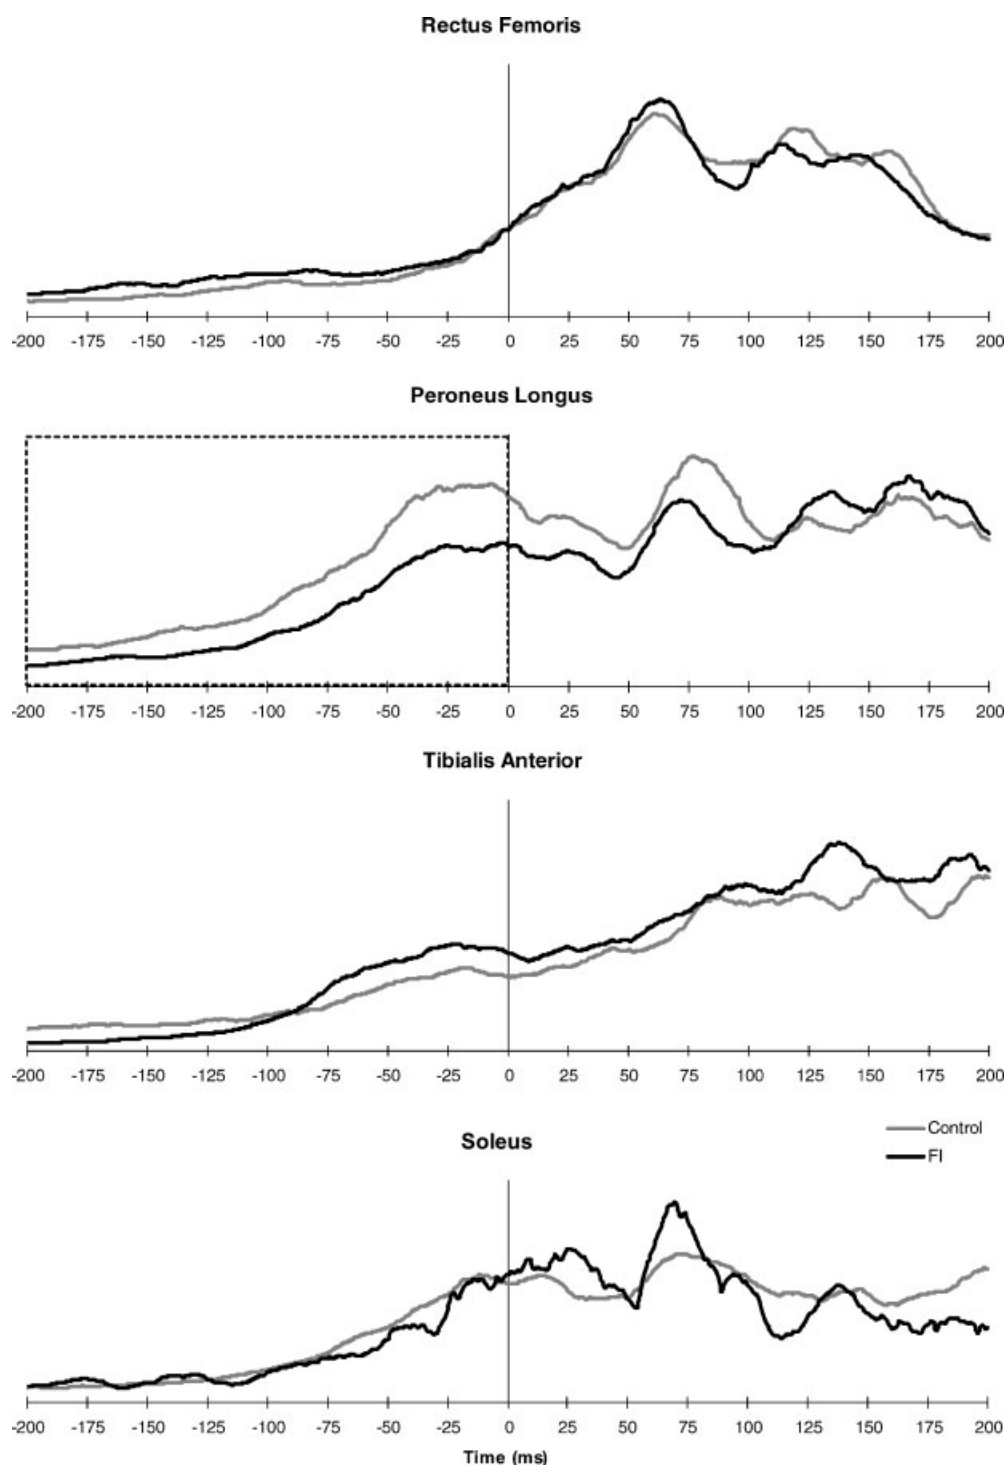 Rectus Femoris
-200 -175 -150 -125 -100 -75 -50 -25 0 25 50 75 100 125 150 175 200
Peroneus Longus
-200 -175 -150 -125 -100 -75 -50 -25 0 25 50 75 100 125 150 175 200
Tibialis Anterior
-200 -175 -150 -125 -100 -75 -50 -25 0 25 50 75 100 125 150 175 200
Soleus
Control
FI
-200 -175 -150 -125 -100 -75 -50 -25 0 25 50 75 100 125 150 175 200
Time (ms)